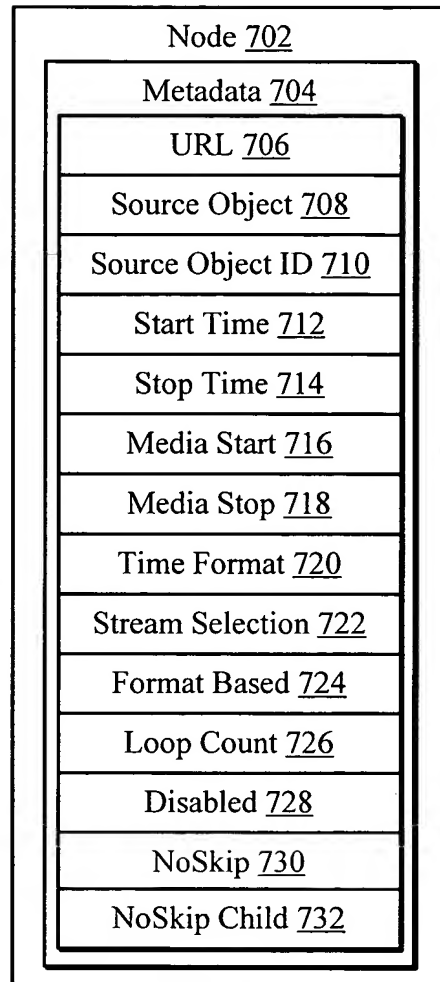 Node 702
Metadata 704
URL 706
Source Object 708
Source Object ID 710
Start Time 712
Stop Time 714
Media Start 716
Media Stop 718
Time Format 720
Stream Selection 722
Format Based 724
Loop Count 726
Disabled 728
NoSkip 730
NoSkip Child 732